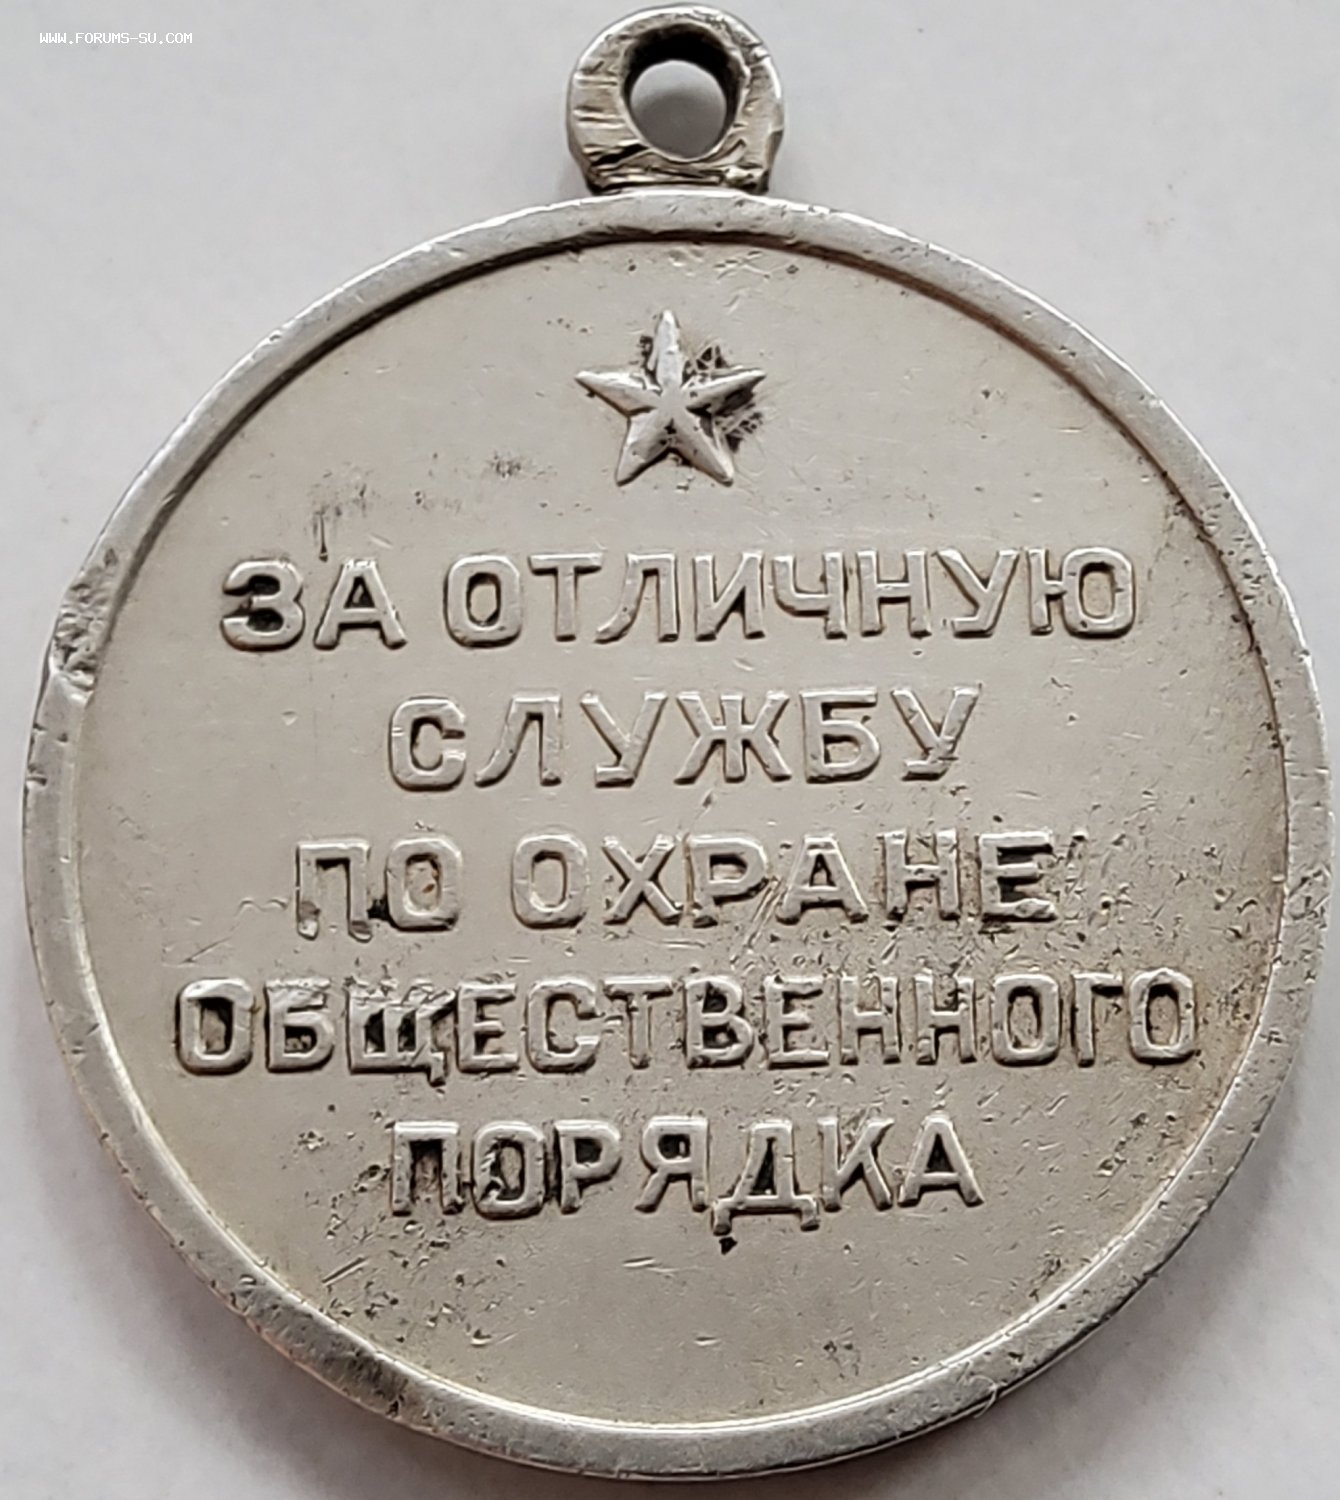 WWW.FORUMS-SU.COM
ЗА ОТЛИЧНУЮ
СЛУЖБУ
ПО ОХРАНЕ
ОБЩЕСТВЕННОГО
ПОРЯДКА